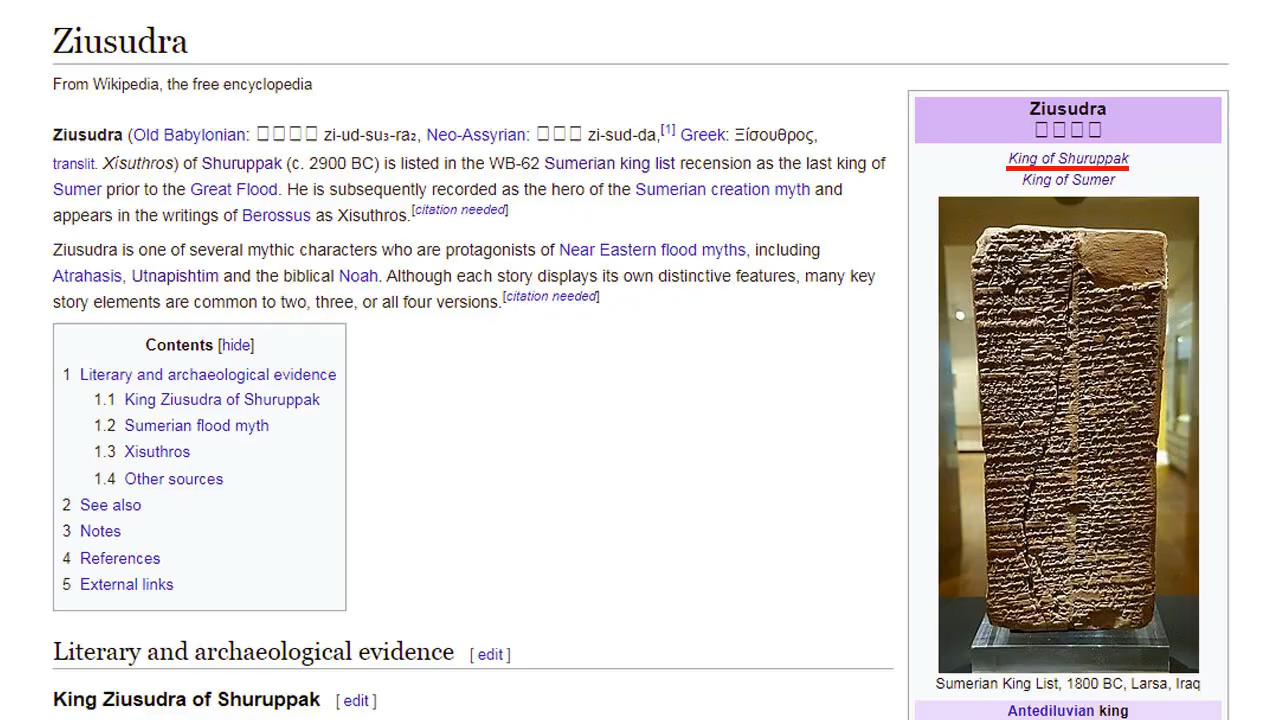 Ziusudra
From Wikipedia, the free encyclopedia
Ziusudra (Old Babylonian: zi-ud-su₃-ra₂, Neo-Assyrian: zi-sud-da,[1] Greek: Ξίσουθρος,
translit. Xísuthros) of Shuruppak (c. 2900 BC) is listed in the WB-62 Sumerian king list recension as the last king of
Sumer prior to the Great Flood. He is subsequently recorded as the hero of the Sumerian creation myth and
appears in the writings of Berossus as Xisuthros.[citation needed]
Ziusudra is one of several mythic characters who are protagonists of Near Eastern flood myths, including
Atrahasis, Utnapishtim and the biblical Noah. Although each story displays its own distinctive features, many key
story elements are common to two, three, or all four versions.[citation needed]
Contents [hide]
1 Literary and archaeological evidence
1.1 King Ziusudra of Shuruppak
1.2 Sumerian flood myth
1.3 Xisuthros
1.4 Other sources
2 See also
3 Notes
4 References
5 External links
Literary and archaeological evidence [ edit ]
King Ziusudra of Shuruppak [ edit ]
Ziusudra
King of Shuruppak
King of Sumer
Sumerian King List, 1800 BC, Larsa, Iraq
Antediluvian king